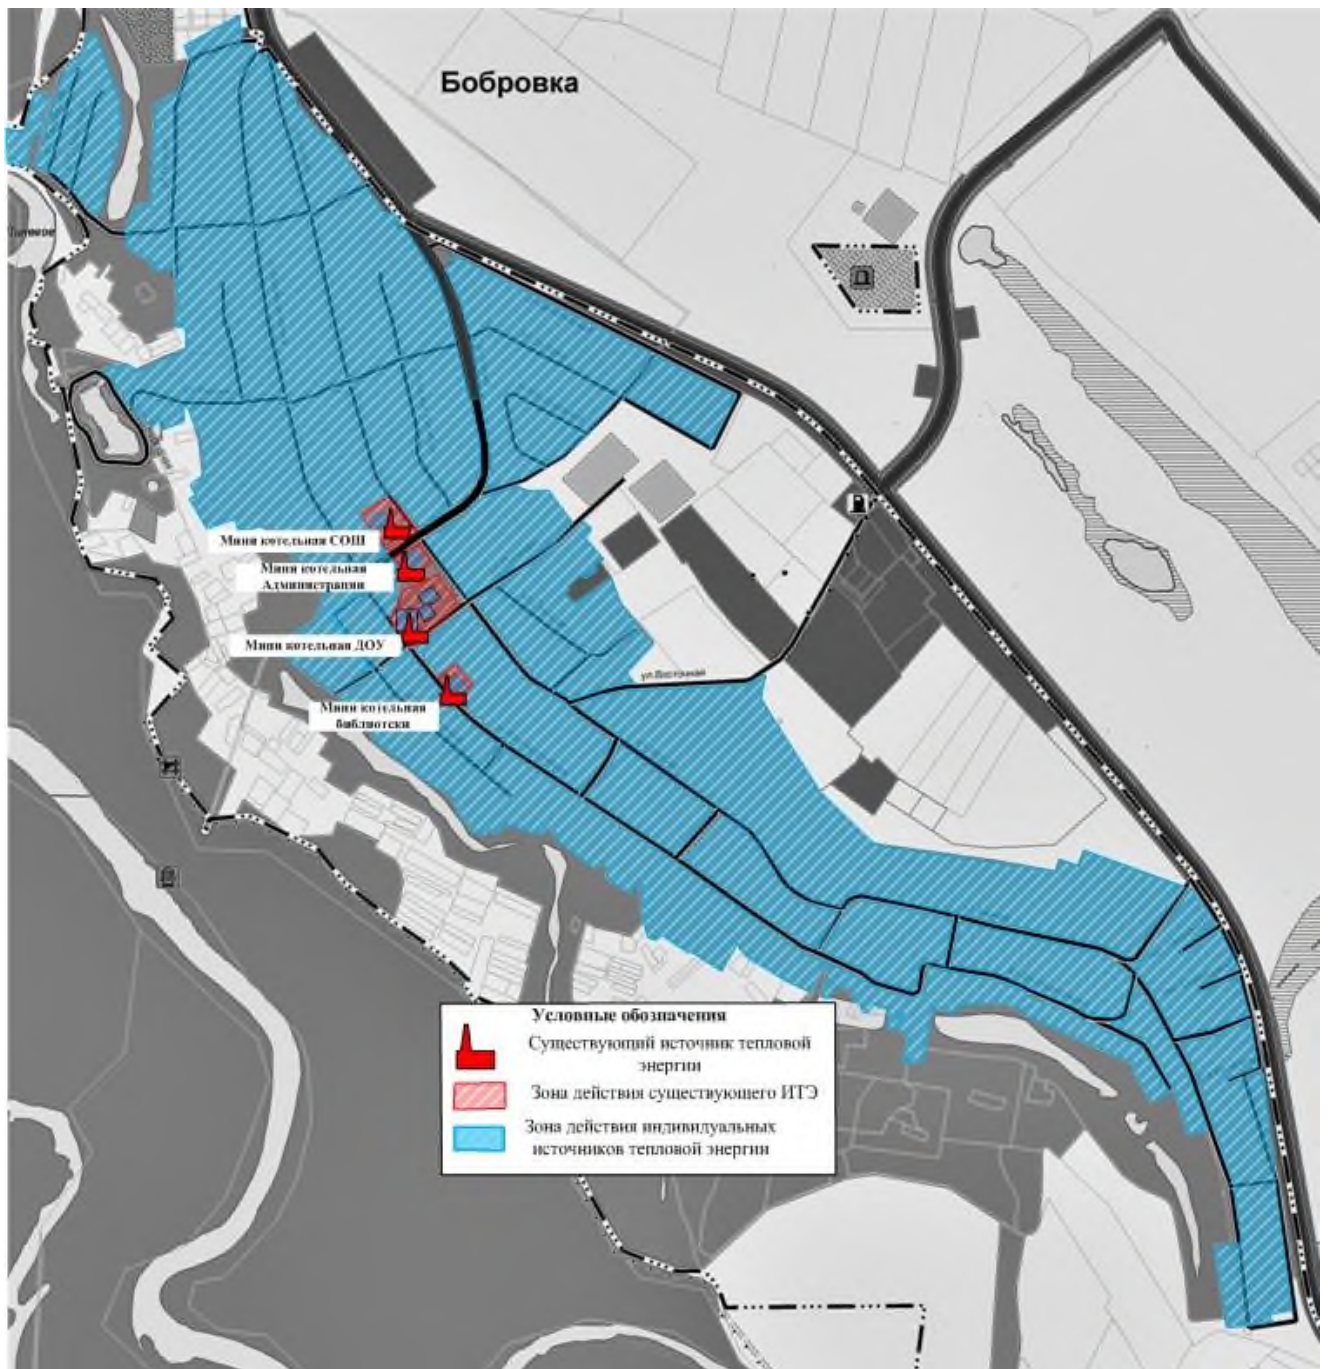 Бобровка
Мини котельная СОШ
Мини котельная
Администрации
Мини котельная ДОУ
ул.Восточная
Мини котельная
библиотеки
Условные обозначения
Существующий источник тепловой
энергии
Зона действия существующего ИТЭ
Зона действия индивидуальных
источников тепловой энергии